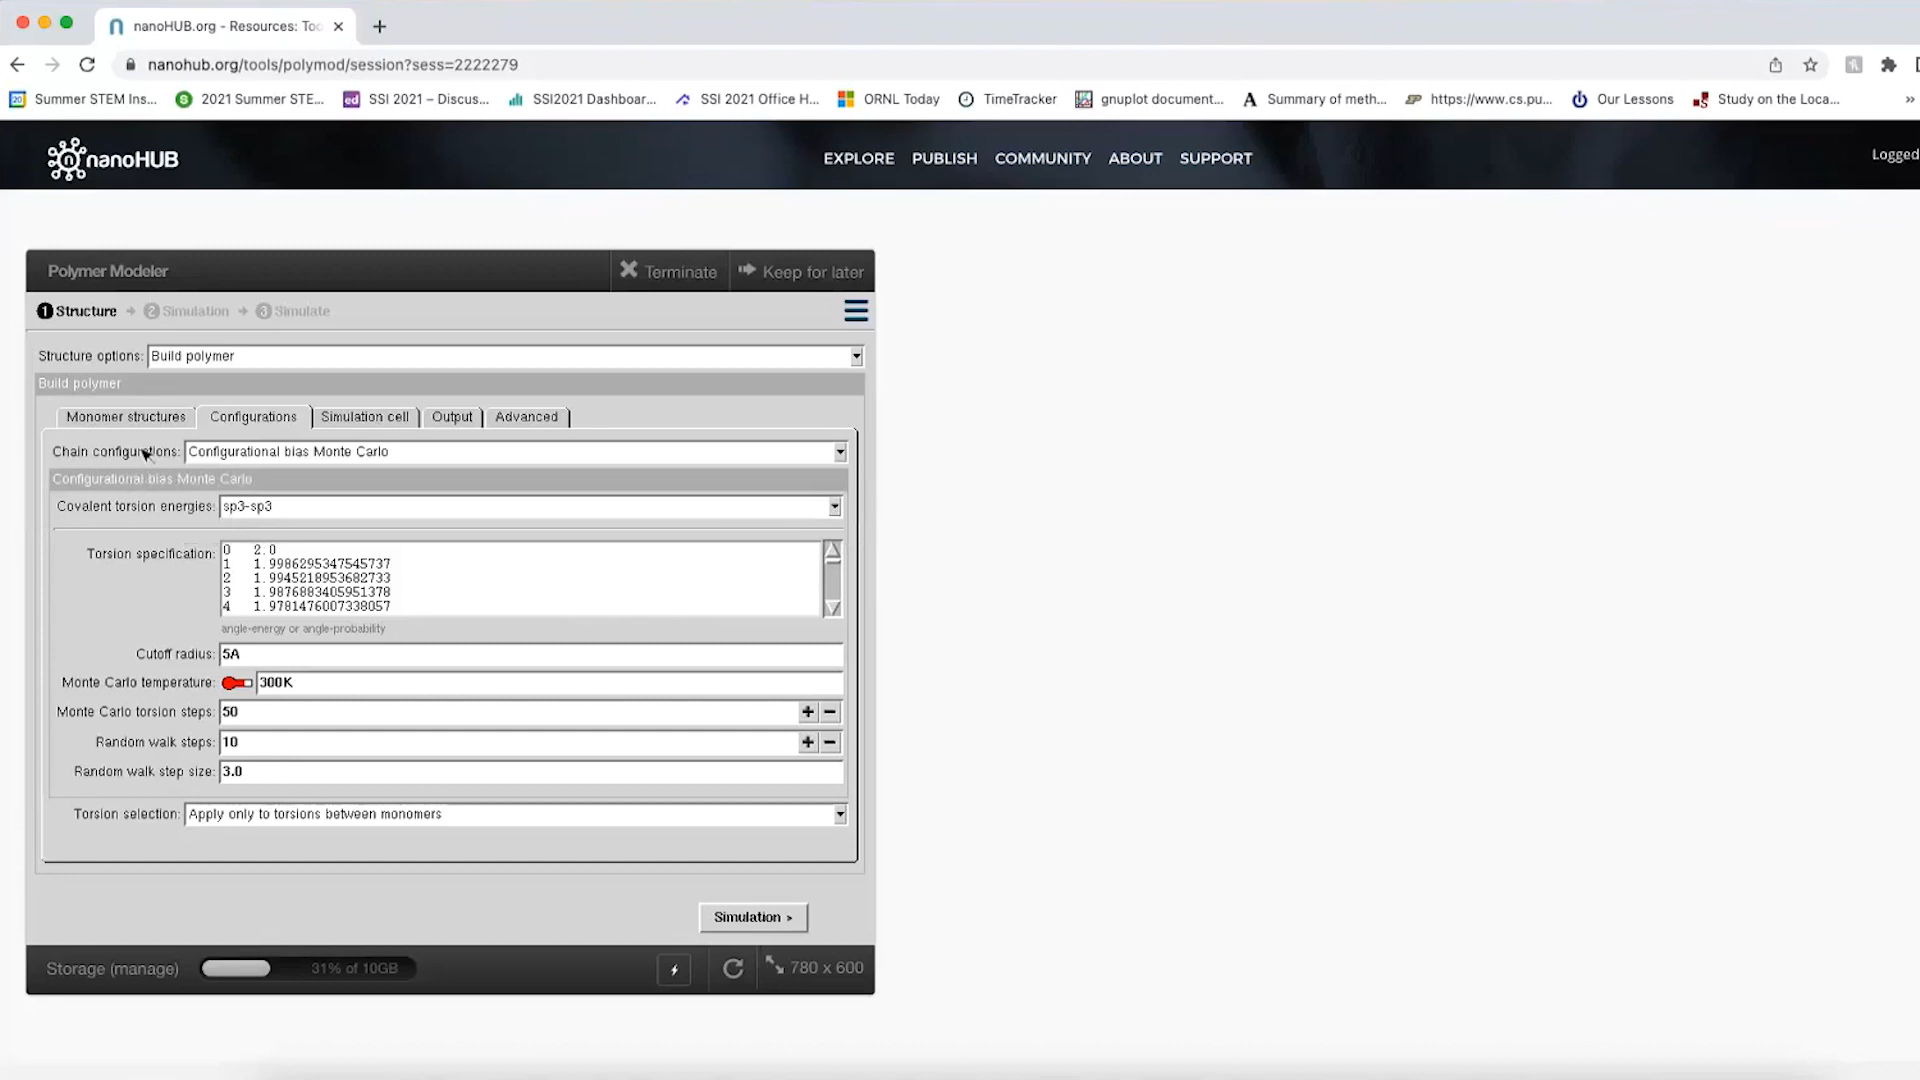 nanoHUB.org - Resources: Too
nanohub.org/tools/polymod/session?sess=2222279
Summer STEM Ins... 2021 Summer STE... SSI 2021 – Discus... SSI2021 Dashboar... SSI 2021 Office H... ORNL Today TimeTracker gnuplot document... Summary of meth... https://www.cs.pu... Our Lessons Study on the Loca... »
nanoHUB EXPLORE PUBLISH COMMUNITY ABOUT SUPPORT Logged
Polymer Modeler Terminate Keep for later
1 Structure 2 Simulation 3 Simulate
Structure options: Build polymer
Build polymer
Monomer structures Configurations Simulation cell Output Advanced
Chain configurations: Configurational bias Monte Carlo
Configurational bias Monte Carlo
Covalent torsion energies: sp3-sp3
Torsion specification: 0 2.0
1 1.9986295347545737
2 1.9945218953682733
3 1.9876883405951378
4 1.9781476007338057
angle-energy or angle-probability
Cutoff radius: 5A
Monte Carlo temperature: 300K
Monte Carlo torsion steps: 50
Random walk steps: 10
Random walk step size: 3.0
Torsion selection: Apply only to torsions between monomers
Simulation >
Storage (manage) 31% of 10GB 780 x 600